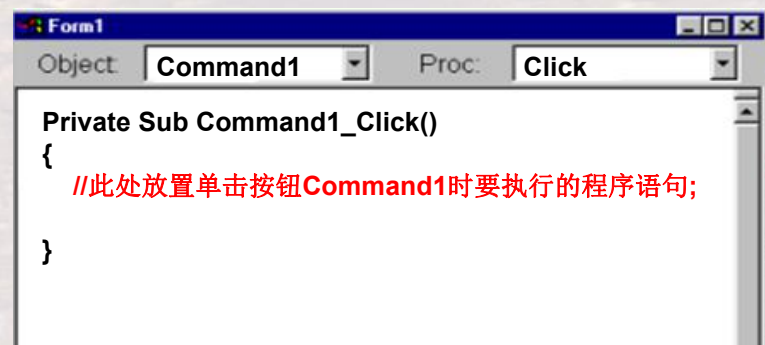 Form1
Object: Command1 Proc: Click
Private Sub Command1_Click()
{
//此处放置单击按钮Command1时要执行的程序语句;
}